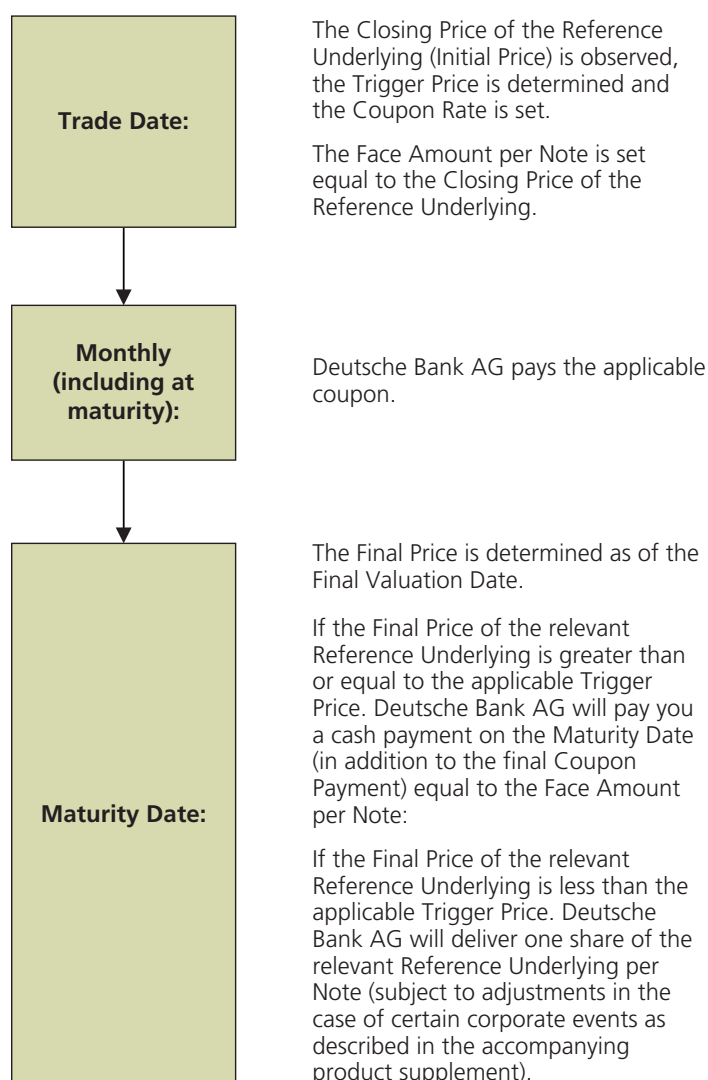 Trade Date:
The Closing Price of the Reference
Underlying (Initial Price) is observed,
the Trigger Price is determined and
the Coupon Rate is set.
The Face Amount per Note is set
equal to the Closing Price of the
Reference Underlying.
Monthly
(including at
maturity):
Deutsche Bank AG pays the applicable
coupon.
Maturity Date:
The Final Price is determined as of the
Final Valuation Date.
If the Final Price of the relevant
Reference Underlying is greater than
or equal to the applicable Trigger
Price. Deutsche Bank AG will pay you
a cash payment on the Maturity Date
(in addition to the final Coupon
Payment) equal to the Face Amount
per Note:
If the Final Price of the relevant
Reference Underlying is less than the
applicable Trigger Price. Deutsche
Bank AG will deliver one share of the
relevant Reference Underlying per
Note (subject to adjustments in the
case of certain corporate events as
described in the accompanying
product supplement).